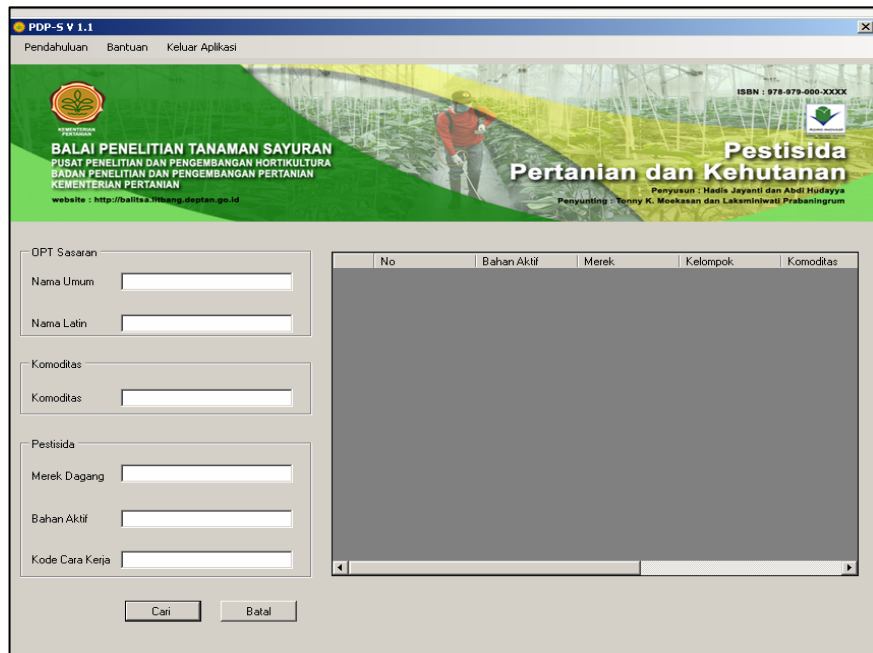 PDP-S V 1.1
Pendahuluan Bantuan Keluar Aplikasi
KEMENTERIAN
PERTANIAN
BALAI PENELITIAN TANAMAN SAYURAN
PUSAT PENELITIAN DAN PENGEMBANGAN HORTIKULTURA
BADAN PENELITIAN DAN PENGEMBANGAN PERTANIAN
KEMENTERIAN PERTANIAN
website : http://balitsa.litbang.deptan.go.id
ISBN : 978-979-000-XXXX
AGRO INOVASI
Pestisida
Pertanian dan Kehutanan
Penyusun : Hadis Jayanti dan Abdi Hudayya
Penyunting : Tonny K. Moekasan dan Laksminiwati Prabaningrum
OPT Sasaran
Nama Umum
Nama Latin
Komoditas
Komoditas
Pestisida
Merek Dagang
Bahan Aktif
Kode Cara Kerja
Cari Batal
No Bahan Aktif Merek Kelompok Komoditas